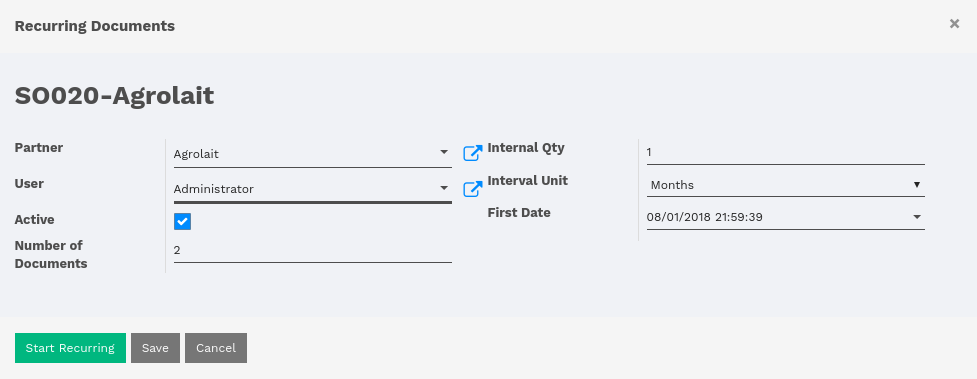 Recurring Documents
×
SO020-Agrolait
Partner
Agrolait
User
Administrator
Active
Number of
Documents
2
Internal Qty
1
Interval Unit
Months
First Date
08/01/2018 21:59:39
Start Recurring
Save
Cancel